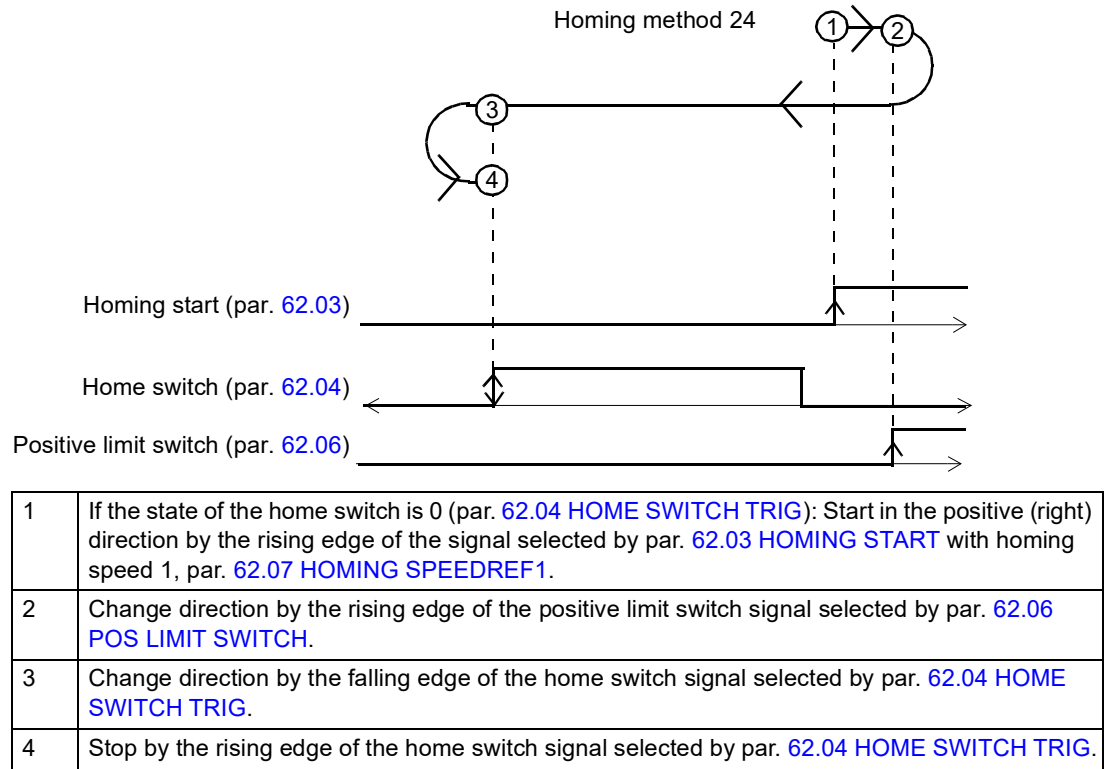 Homing method 24
1
2
3
4
Homing start (par. 62.03)
Home switch (par. 62.04)
Positive limit switch (par. 62.06)
1 If the state of the home switch is 0 (par. 62.04 HOME SWITCH TRIG): Start in the positive (right)
direction by the rising edge of the signal selected by par. 62.03 HOMING START with homing
speed 1, par. 62.07 HOMING SPEEDREF1.
2 Change direction by the rising edge of the positive limit switch signal selected by par. 62.06
POS LIMIT SWITCH.
3 Change direction by the falling edge of the home switch signal selected by par. 62.04 HOME
SWITCH TRIG.
4 Stop by the rising edge of the home switch signal selected by par. 62.04 HOME SWITCH TRIG.